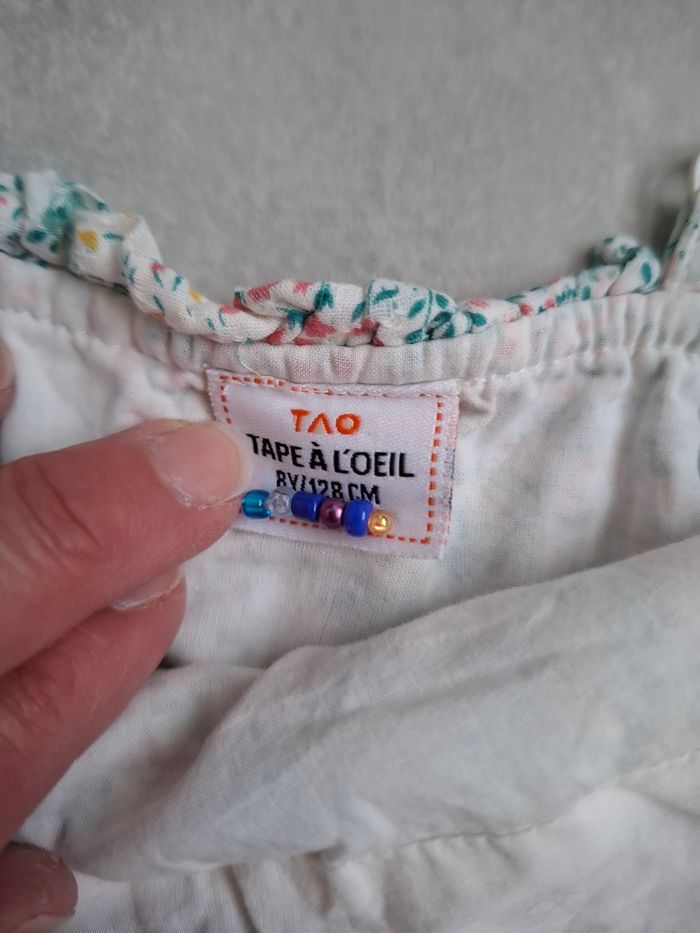 TAO
TAPE À L'OEIL
8Y/128 CM